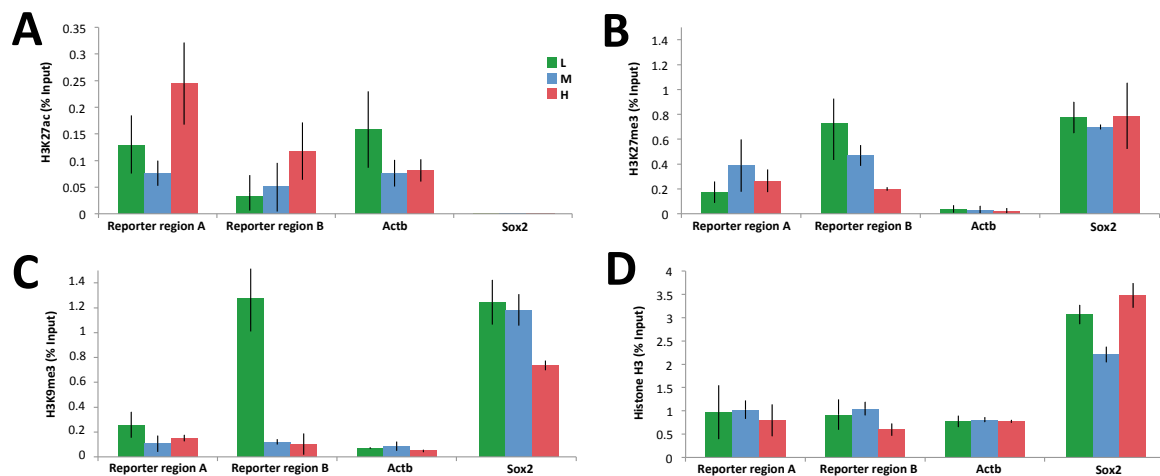 A
H3K27ac (% Input)
0.35
0.3
0.25
0.2
0.15
0.1
0.05
0
Reporter region A
Reporter region B
Actb
Sox2
L
M
H
B
H3K27me3 (% Input)
1.4
1.2
1
0.8
0.6
0.4
0.2
0
Reporter region A
Reporter region B
Actb
Sox2
C
H3K9me3 (% Input)
1.4
1.2
1
0.8
0.6
0.4
0.2
0
Reporter region A
Reporter region B
Actb
Sox2
D
Histone H3 (% Input)
4
3.5
3
2.5
2
1.5
1
0.5
0
Reporter region A
Reporter region B
Actb
Sox2